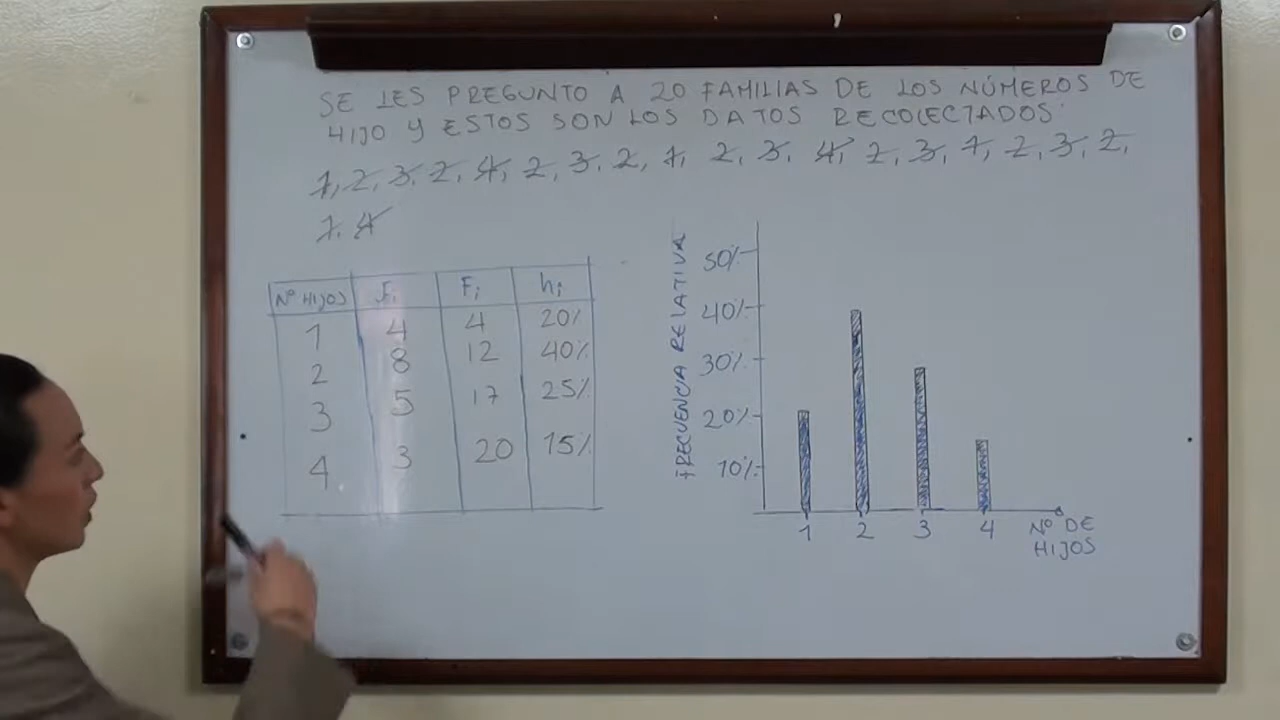 SE LES PREGUNTO A 20 FAMILIAS DE LOS NÚMEROS DE
HIJO Y ESTOS SON LOS DATOS RECOLECTADOS:
1, 2, 3, 2, 4, 2, 3, 2, 1, 2, 3, 4, 2, 3, 1, 2, 3, 2,
1, 4
Nº HIJOS fi Fi hi
1 4 4 20%
2 8 12 40%
3 5 17 25%
4 3 20 15%
FRECUENCIA RELATIVA
50%
40%
30%
20%
10%
1 2 3 4 Nº DE
HIJOS